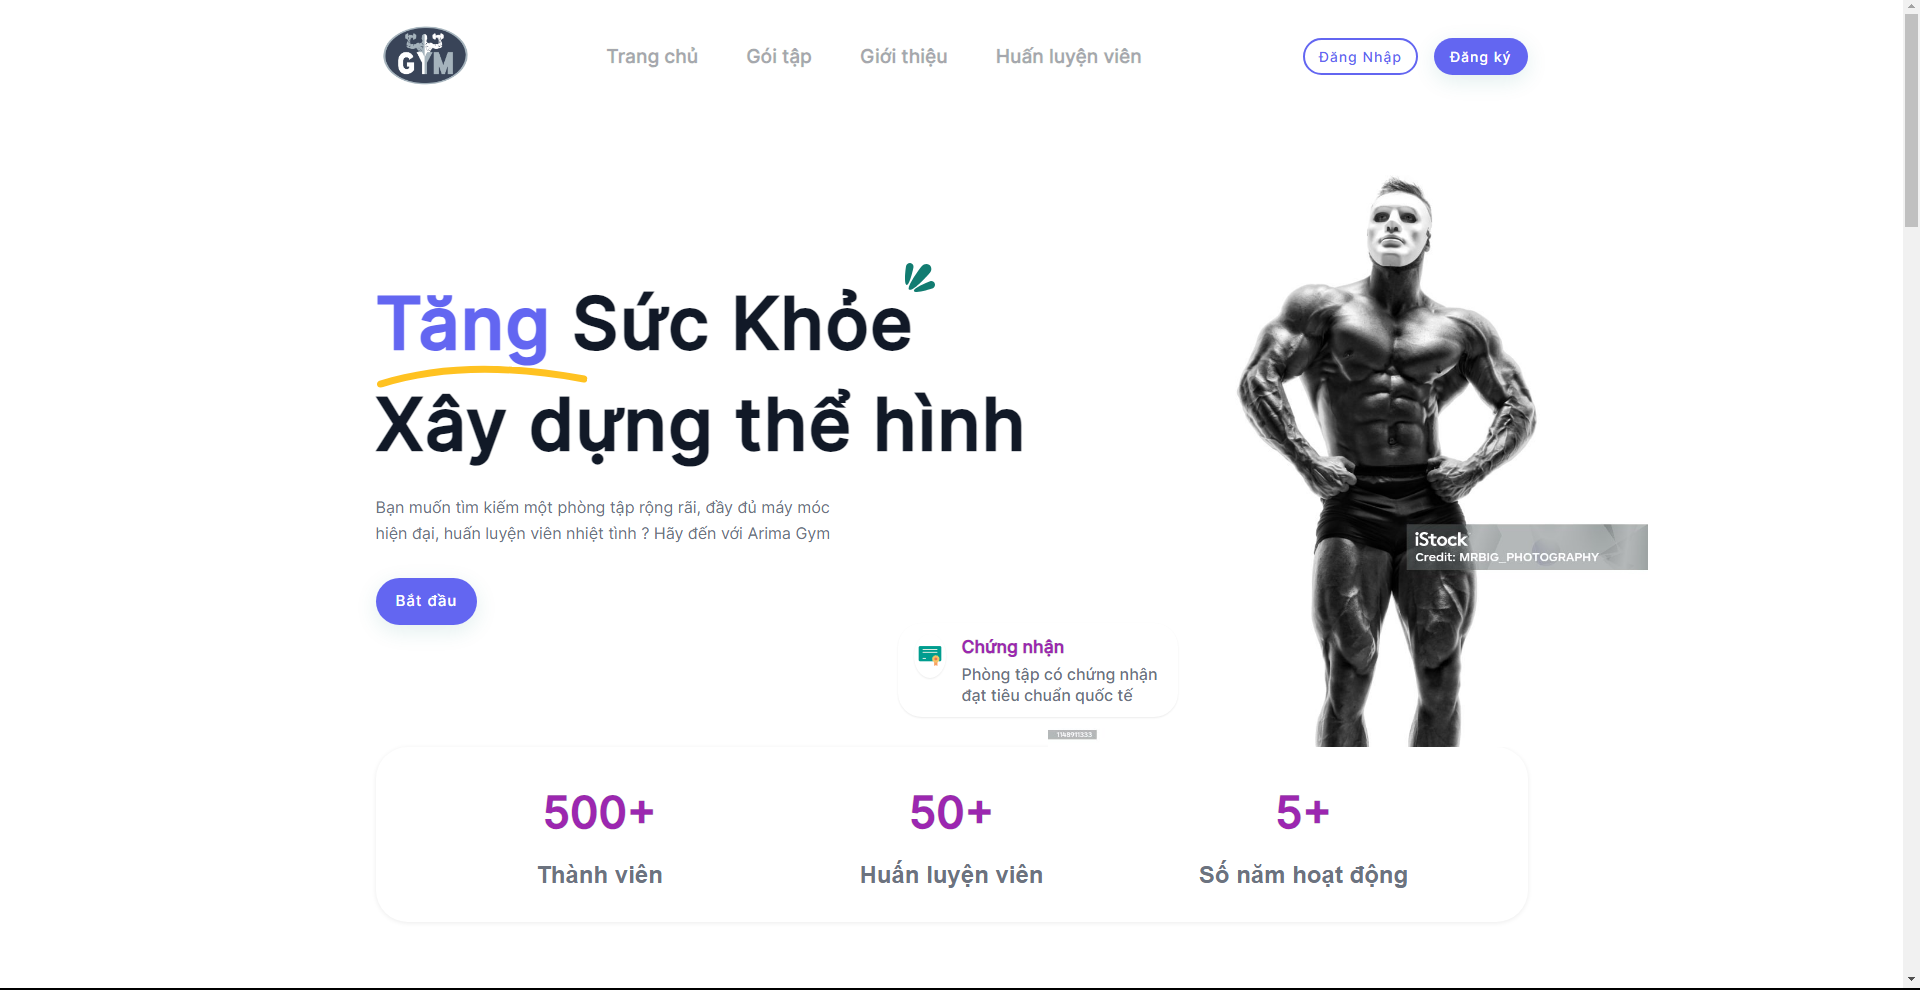 GYM
Trang chủ
Gói tập
Giới thiệu
Huấn luyện viên
Đăng Nhập
Đăng ký
Tăng Sức Khỏe
Xây dựng thể hình
Bạn muốn tìm kiếm một phòng tập rộng rãi, đầy đủ máy móc
hiện đại, huấn luyện viên nhiệt tình ? Hãy đến với Arima Gym
Bắt đầu
iStock
Credit: MRBIG_PHOTOGRAPHY
Chứng nhận
Phòng tập có chứng nhận
đạt tiêu chuẩn quốc tế
1148911333
500+
Thành viên
50+
Huấn luyện viên
5+
Số năm hoạt động